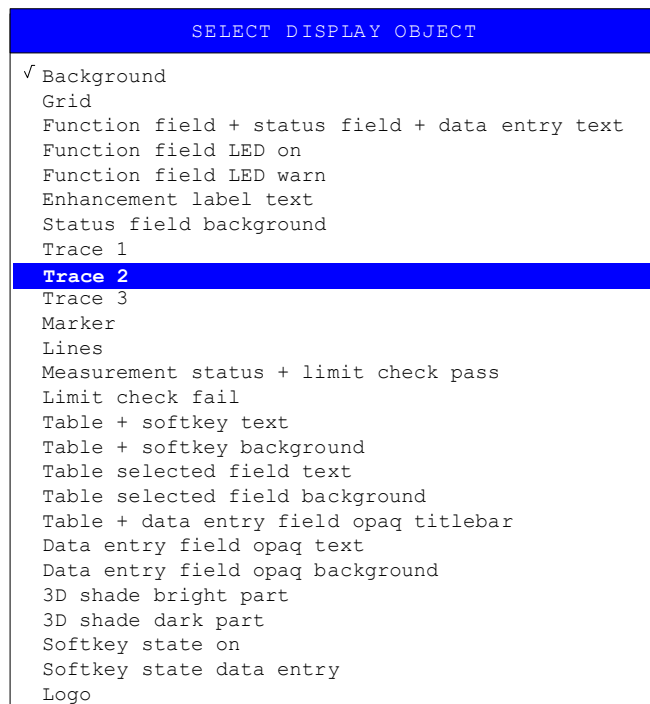 SELECT DISPLAY OBJECT
√ Background
Grid
Function field + status field + data entry text
Function field LED on
Function field LED warn
Enhancement label text
Status field background
Trace 1
Trace 2
Trace 3
Marker
Lines
Measurement status + limit check pass
Limit check fail
Table + softkey text
Table + softkey background
Table selected field text
Table selected field background
Table + data entry field opaq titlebar
Data entry field opaq text
Data entry field opaq background
3D shade bright part
3D shade dark part
Softkey state on
Softkey state data entry
Logo